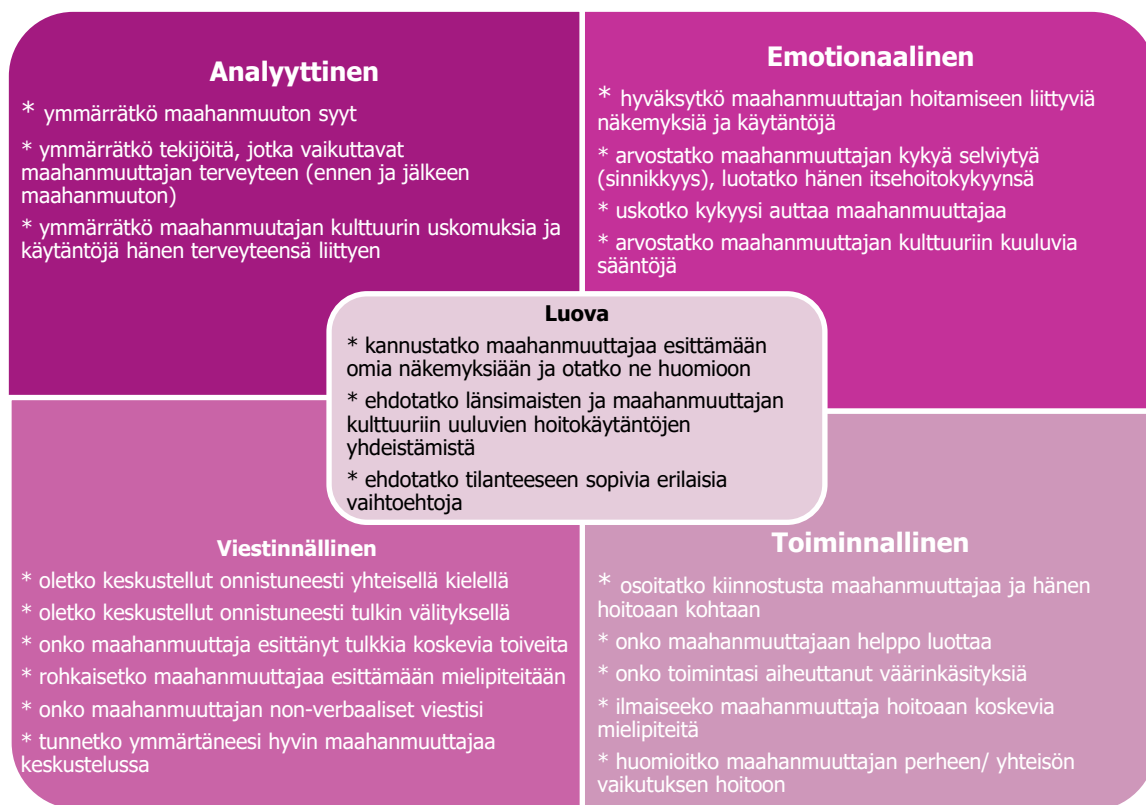 Analyyttinen
* ymmärrätkö maahanmuuton syyt
* ymmärrätkö tekijöitä, jotka vaikuttavat
maahanmuuttajan terveyteen (ennen ja jälkeen
maahanmuuton)
* ymmärrätkö maahanmuutajan kulttuurin uskomuksia ja
käytäntöjä hänen terveyteensä liittyen
Emotionaalinen
* hyväksytkö maahanmuuttajan hoitamiseen liittyviä
näkemyksiä ja käytäntöjä
* arvostatko maahanmuuttajan kykyä selviytyä
(sinnikkyys), luotatko hänen itsehoitokykyynsä
* uskotko kykyysi auttaa maahanmuttajaa
* arvostatko maahanmuuttajan kulttuuriin kuuluvia
sääntöjä
Luova
* kannustatko maahanmuuttajaa esittämään
omia näkemyksiään ja otatko ne huomioon
* ehdotatko länsimaisten ja maahanmuuttajan
kulttuuriin uuluvien hoitokäytäntöjen
yhdeistämistä
* ehdotatko tilanteeseen sopivia erilaisia
vaihtoehtoja
Viestinnällinen
* oletko keskustellut onnistuneesti yhteisellä kielellä
* oletko keskustellut onnistuneesti tulkin välityksellä
* onko maahanmuuttaja esittänyt tulkkia koskevia toiveita
* rohkaisetko maahanmuuttajaa esittämään mielipiteitään
* onko maahanmuuttajan non-verbaaliset viestisi
* tunnetko ymmärtäneesi hyvin maahanmuuttajaa
keskustelussa
Toiminnallinen
* osoitatko kiinnostusta maahanmuuttajaa ja hänen
hoitoaan kohtaan
* onko maahanmuuttajaan helppo luottaa
* onko toimintasi aiheuttanut väärinkäsityksiä
* ilmaiseeko maahanmuuttaja hoitoaan koskevia
mielipiteitä
* huomioitko maahanmuuttajan perheen/ yhteisön
vaikutuksen hoitoon